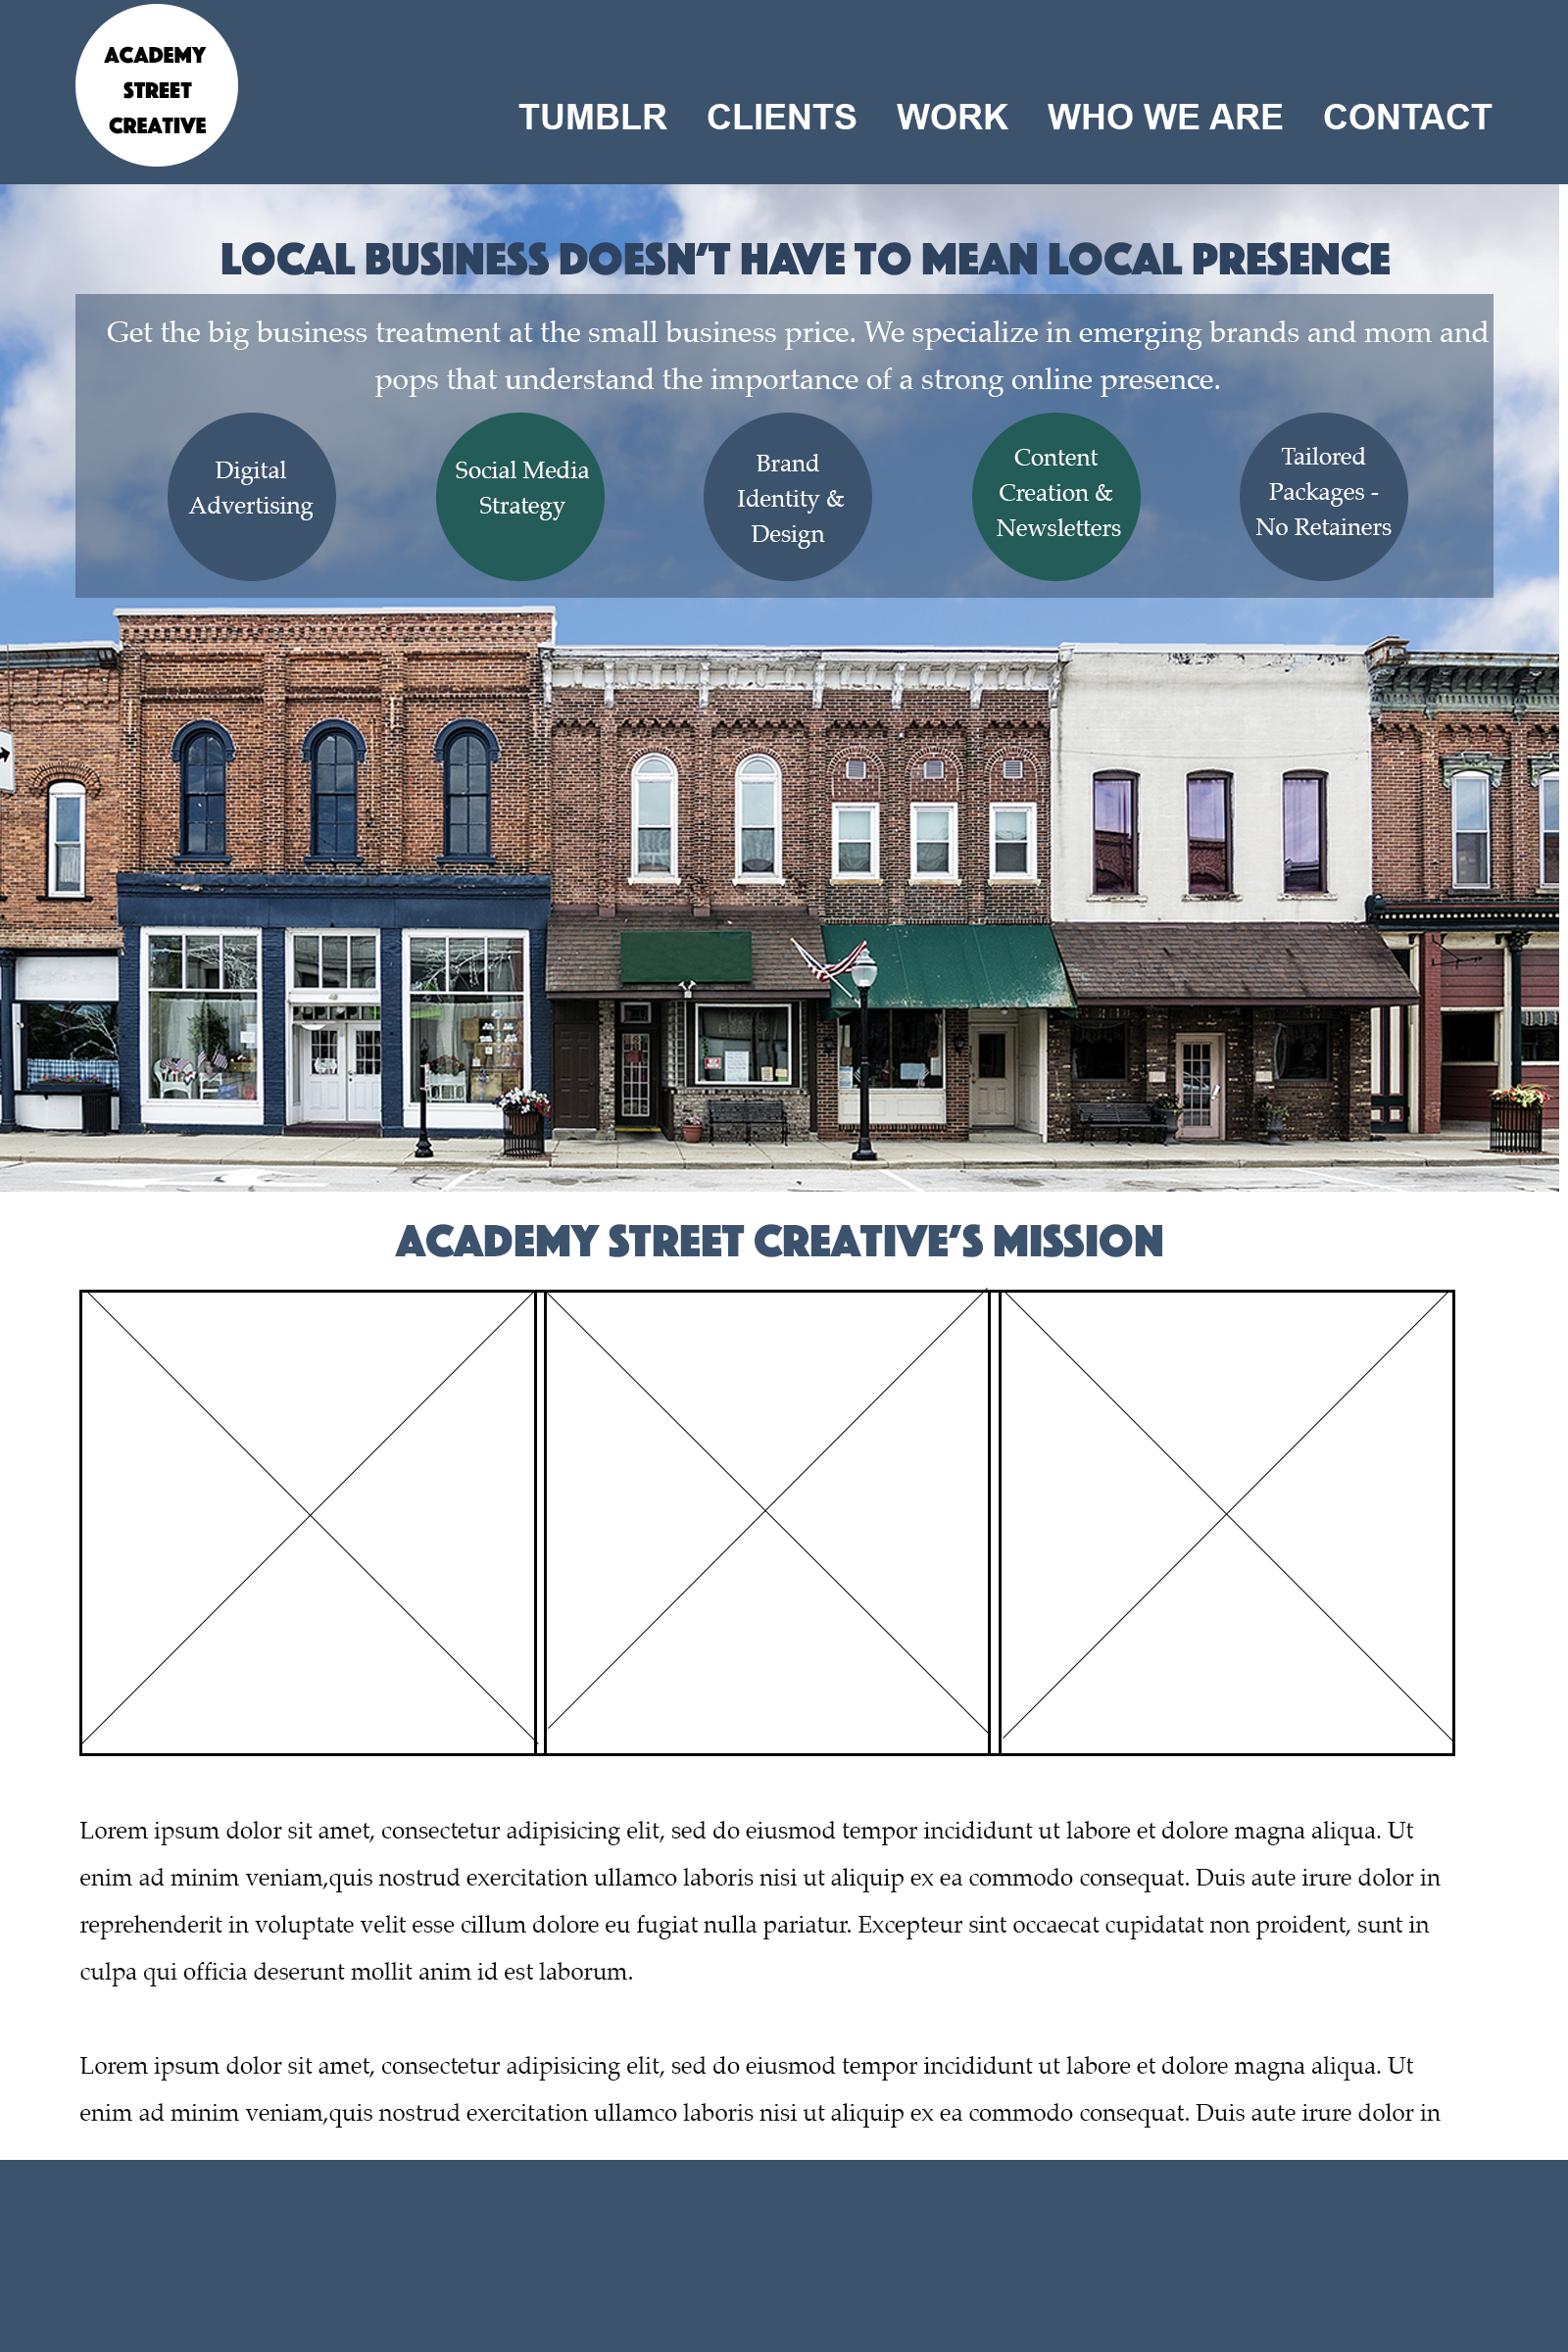 ACADEMY
STREET
CREATIVE
TUMBLR CLIENTS WORK WHO WE ARE CONTACT
LOCAL BUSINESS DOESN'T HAVE TO MEAN LOCAL PRESENCE
Get the big business treatment at the small business price. We specialize in emerging brands and mom and
pops that understand the importance of a strong online presence.
Digital
Advertising
Social Media
Strategy
Brand
Identity &
Design
Content
Creation &
Newsletters
Tailored
Packages -
No Retainers
ACADEMY STREET CREATIVE'S MISSION
Lorem ipsum dolor sit amet, consectetur adipisicing elit, sed do eiusmod tempor incididunt ut labore et dolore magna aliqua. Ut
enim ad minim veniam,quis nostrud exercitation ullamco laboris nisi ut aliquip ex ea commodo consequat. Duis aute irure dolor in
reprehenderit in voluptate velit esse cillum dolore eu fugiat nulla pariatur. Excepteur sint occaecat cupidatat non proident, sunt in
culpa qui officia deserunt mollit anim id est laborum.
Lorem ipsum dolor sit amet, consectetur adipisicing elit, sed do eiusmod tempor incididunt ut labore et dolore magna aliqua. Ut
enim ad minim veniam,quis nostrud exercitation ullamco laboris nisi ut aliquip ex ea commodo consequat. Duis aute irure dolor in